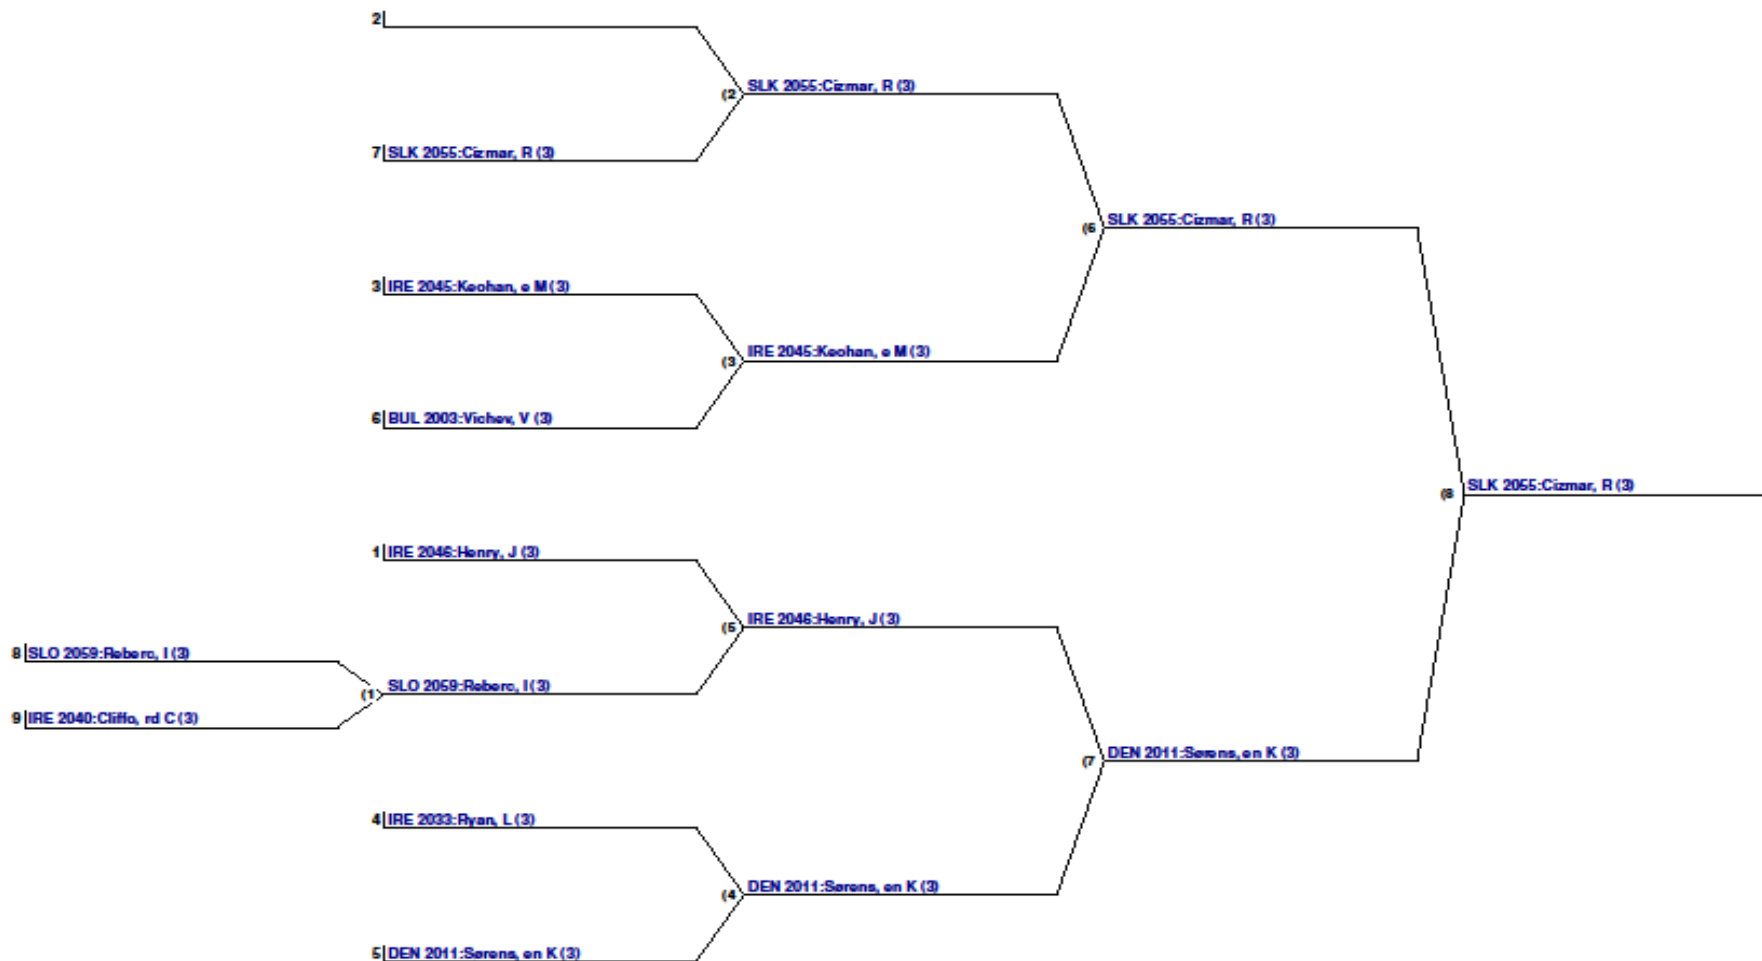 2
(2 SLK 2055:Cizmar, R (3)
7 SLK 2055:Cizmar, R (3)
(6 SLK 2055:Cizmar, R (3)
3 IRE 2045:Keohan, e M (3)
(3 IRE 2045:Keohan, e M (3)
6 BUL 2003:Vichev, V (3)
(8 SLK 2055:Cizmar, R (3)
1 IRE 2046:Henry, J (3)
(5 IRE 2046:Henry, J (3)
8 SLO 2059:Reberc, I (3)
(1 SLO 2059:Reberc, I (3)
9 IRE 2040:Cliffo, rd C (3)
(7 DEN 2011:Sørens, en K (3)
4 IRE 2033:Ryan, L (3)
(4 DEN 2011:Sørens, en K (3)
5 DEN 2011:Sørens, en K (3)